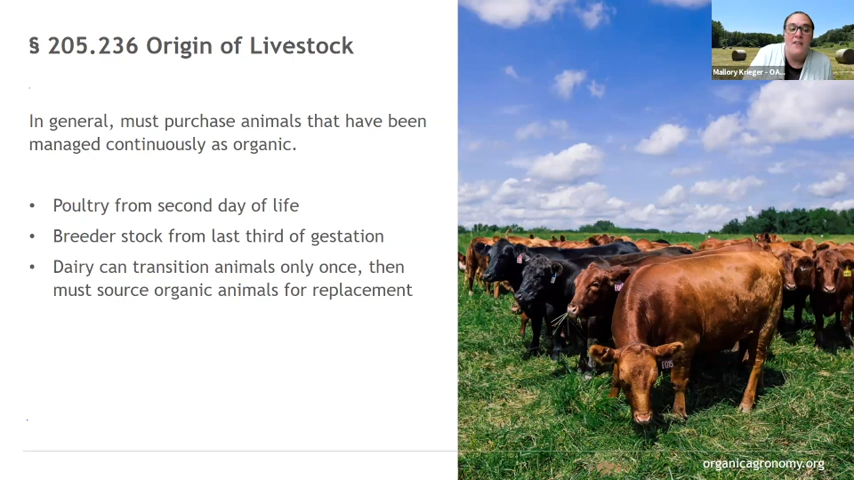 § 205.236 Origin of Livestock
Mallory Krieger - OA...
In general, must purchase animals that have been
managed continuously as organic.
• Poultry from second day of life
• Breeder stock from last third of gestation
• Dairy can transition animals only once, then
must source organic animals for replacement
organicagronomy.org